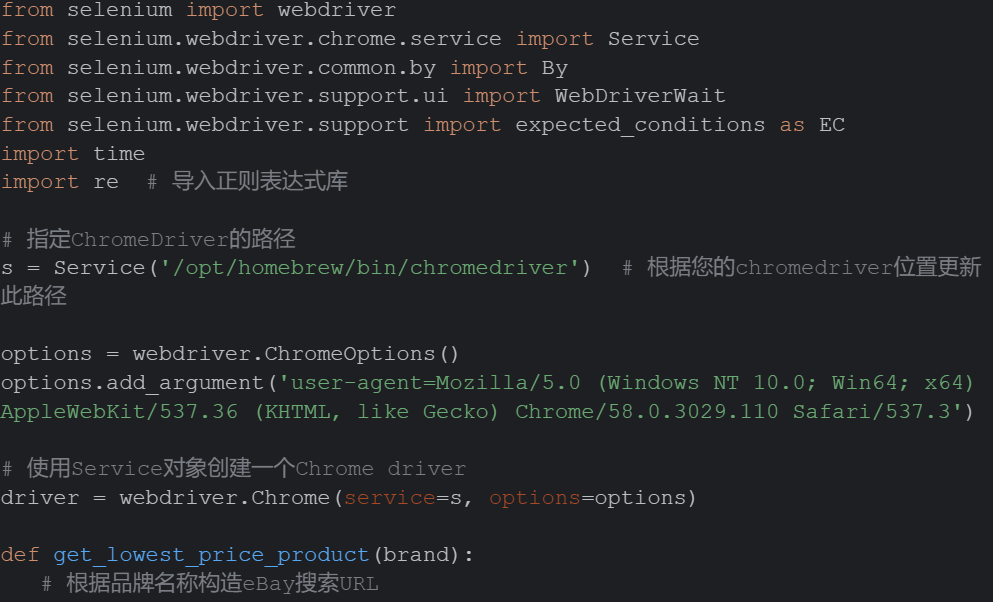 from selenium import webdriver
from selenium.webdriver.chrome.service import Service
from selenium.webdriver.common.by import By
from selenium.webdriver.support.ui import WebDriverWait
from selenium.webdriver.support import expected_conditions as EC
import time
import re  # 导入正则表达式库
# 指定ChromeDriver的路径
s = Service('/opt/homebrew/bin/chromedriver')  # 根据您的chromedriver位置更新
此路径
options = webdriver.ChromeOptions()
options.add_argument('user-agent=Mozilla/5.0 (Windows NT 10.0; Win64; x64)
AppleWebKit/537.36 (KHTML, like Gecko) Chrome/58.0.3029.110 Safari/537.3')
# 使用Service对象创建一个Chrome driver
driver = webdriver.Chrome(service=s, options=options)
def get_lowest_price_product(brand):
   # 根据品牌名称构造eBay搜索URL